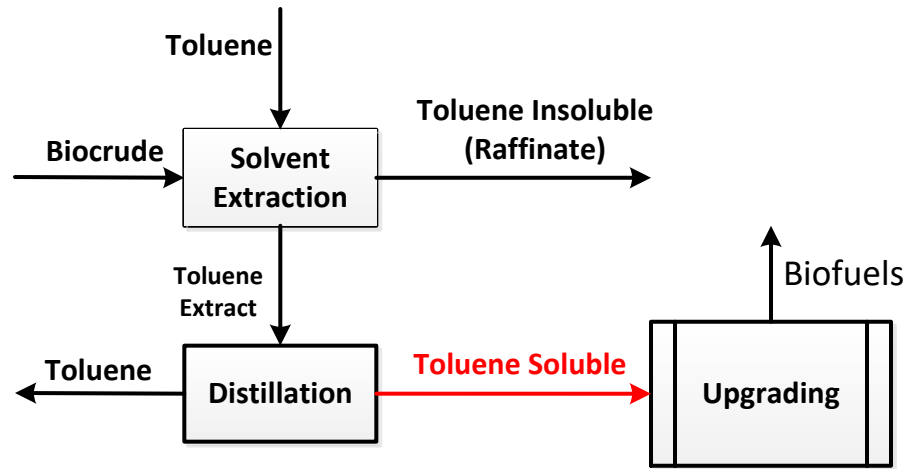 Toluene
Toluene Insoluble
(Raffinate)
Biocrude
Solvent
Extraction
Toluene
Extract
Biofuels
Toluene
Distillation
Toluene Soluble
Upgrading